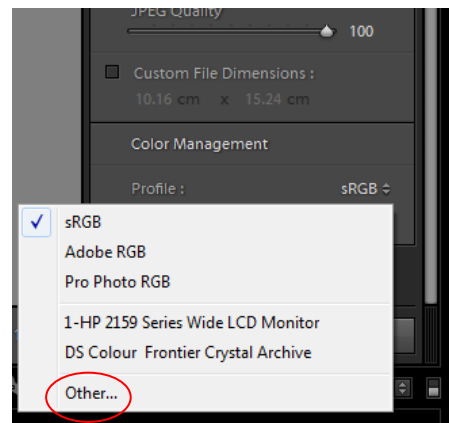 JPEG Quality
100
Custom File Dimensions :
10.16 cm x 15.24 cm
Color Management
Profile : sRGB
sRGB
Adobe RGB
Pro Photo RGB
1-HP 2159 Series Wide LCD Monitor
DS Colour Frontier Crystal Archive
Other...